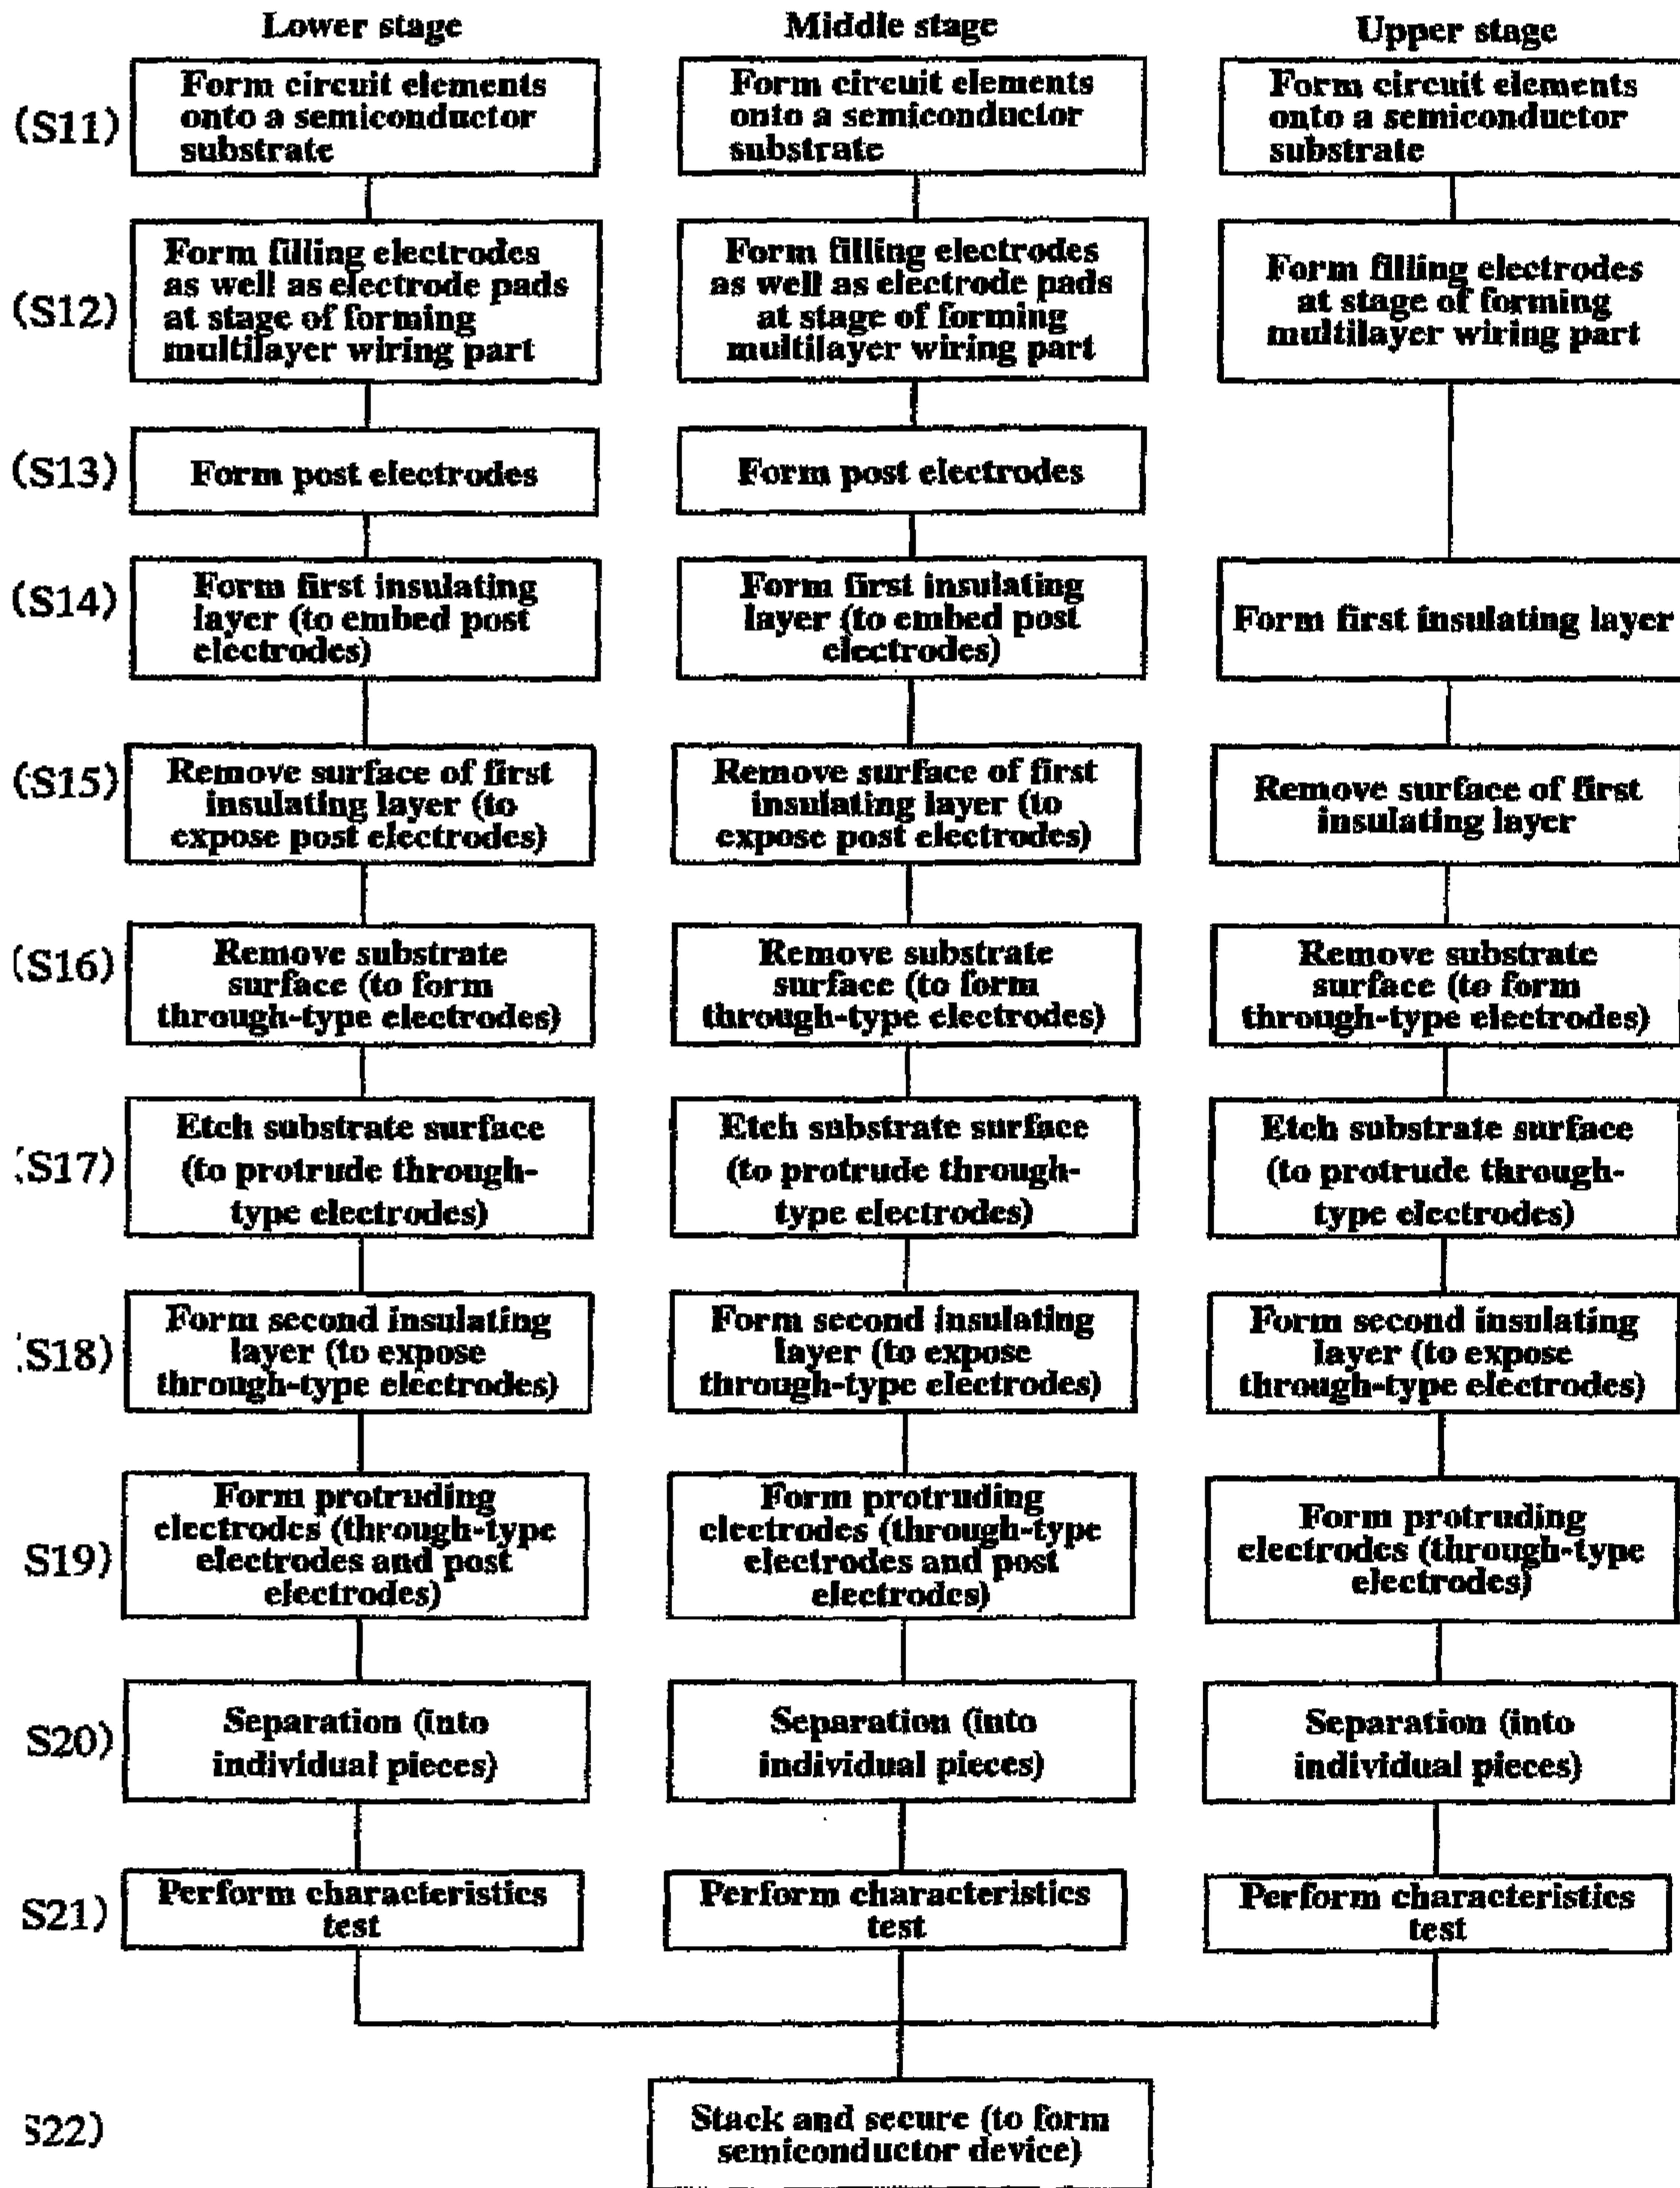 Lower stage
Middle stage
Upper stage
(S11)
Form circuit elements
onto a semiconductor
substrate
Form circuit elements
onto a semiconductor
substrate
Form circuit elements
onto a semiconductor
substrate
(S12)
Form filling electrodes
as well as electrode pads
at stage of forming
multilayer wiring part
Form filling electrodes
as well as electrode pads
at stage of forming
multilayer wiring part
Form filling electrodes
at stage of forming
multilayer wiring part
(S13)
Form post electrodes
Form post electrodes
(S14)
Form first insulating
layer (to embed post
electrodes)
Form first insulating
layer (to embed post
electrodes)
Form first insulating layer
(S15)
Remove surface of first
insulating layer (to
expose post electrodes)
Remove surface of first
insulating layer (to
expose post electrodes)
Remove surface of first
insulating layer
(S16)
Remove substrate
surface (to form
through-type electrodes)
Remove substrate
surface (to form
through-type electrodes)
Remove substrate
surface (to form
through-type electrodes)
(S17)
Etch substrate surface
(to protrude through-
type electrodes)
Etch substrate surface
(to protrude through-
type electrodes)
Etch substrate surface
(to protrude through-
type electrodes)
S18)
Form second insulating
layer (to expose
through-type electrodes)
Form second insulating
layer (to expose
through-type electrodes)
Form second insulating
layer (to expose
through-type electrodes)
S19)
Form protruding
electrodes (through-type
electrodes and post
electrodes)
Form protruding
electrodes (through-type
electrodes and post
electrodes)
Form protruding
electrodes (through-type
electrodes)
S20)
Separation (into
individual pieces)
Separation (into
individual pieces)
Separation (into
individual pieces)
S21)
Perform characteristics
test
Perform characteristics
test
Perform characteristics
test
S22)
Stack and secure (to form
semiconductor device)